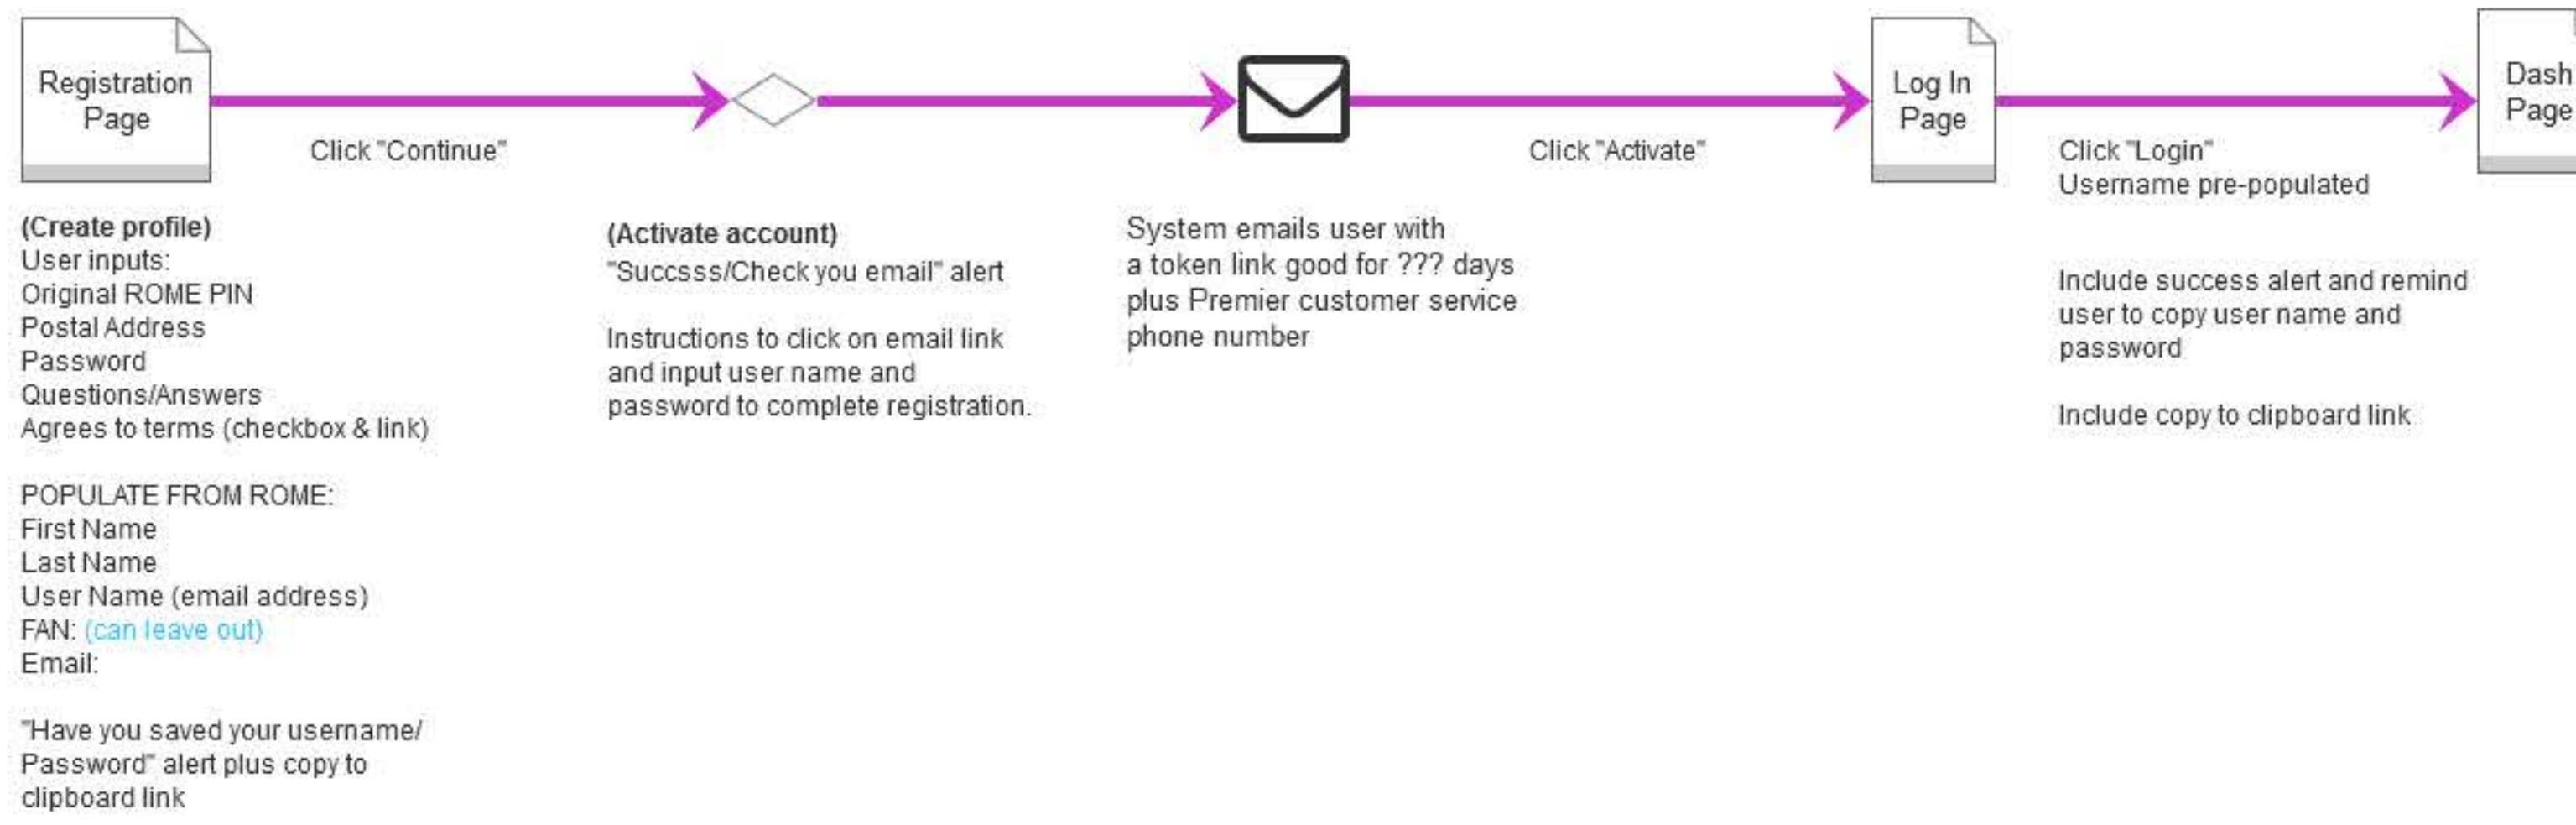 Registration
Page
Click "Continue"
Click "Activate"
Log In
Page
Click "Login"
Username pre-populated
Dash
Page
(Create profile)
User inputs:
Original ROME PIN
Postal Address
Password
Questions/Answers
Agrees to terms (checkbox & link)
POPULATE FROM ROME:
First Name
Last Name
User Name (email address)
FAN: (can leave out)
Email:
"Have you saved your username/
Password" alert plus copy to
clipboard link
(Activate account)
"Succsss/Check you email" alert
Instructions to click on email link
and input user name and
password to complete registration.
System emails user with
a token link good for ??? days
plus Premier customer service
phone number
Include success alert and remind
user to copy user name and
password
Include copy to clipboard link